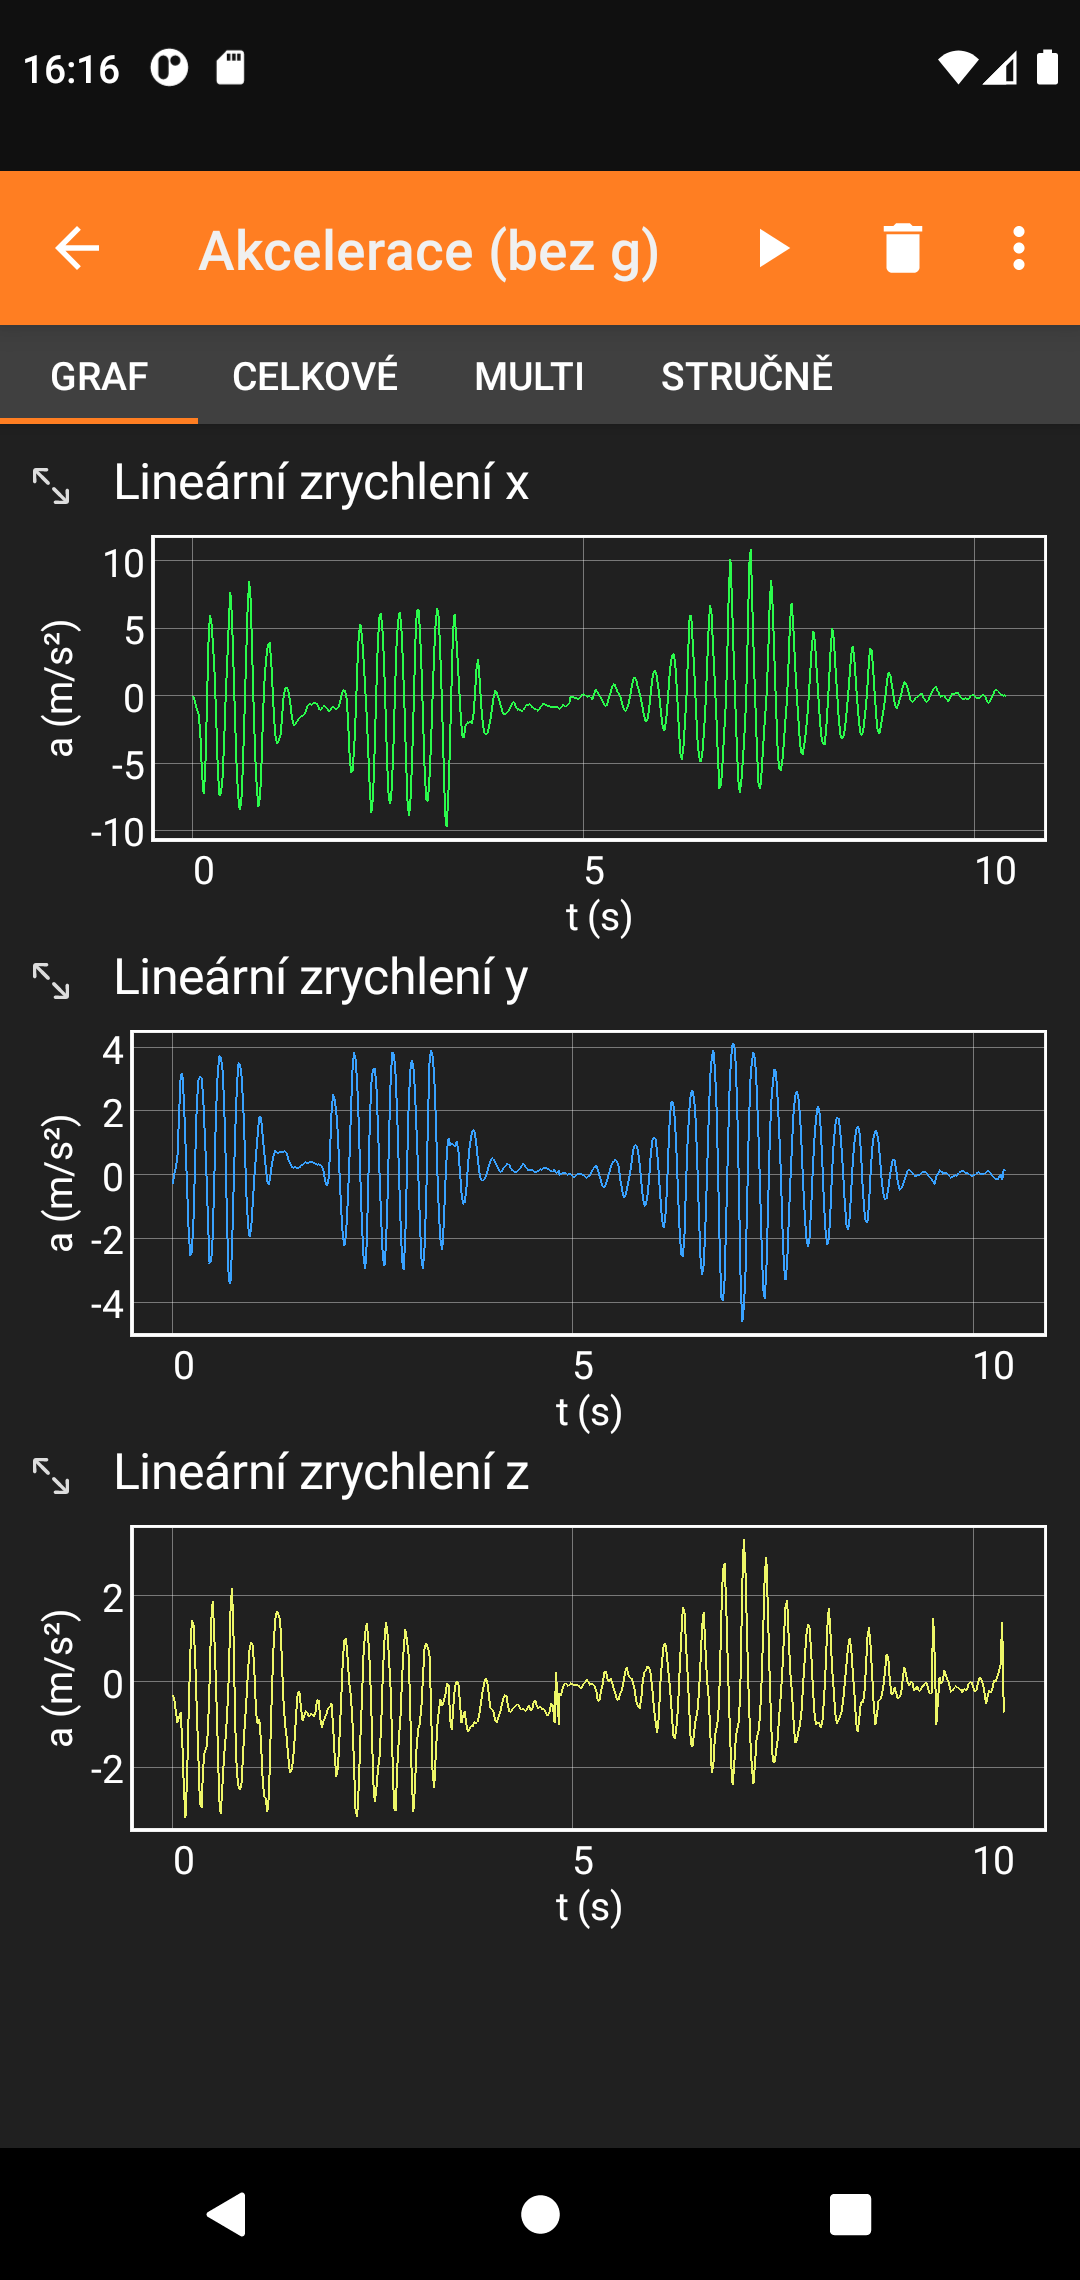 16:16
Akcelerace (bez g)
GRAF CELKOVÉ MULTI STRUČNĚ
Lineární zrychlení x
10
5
0
-5
-10
a (m/s²)
0 5 10
t (s)
Lineární zrychlení y
4
2
0
-2
-4
a (m/s²)
0 5 10
t (s)
Lineární zrychlení z
2
0
-2
a (m/s²)
0 5 10
t (s)